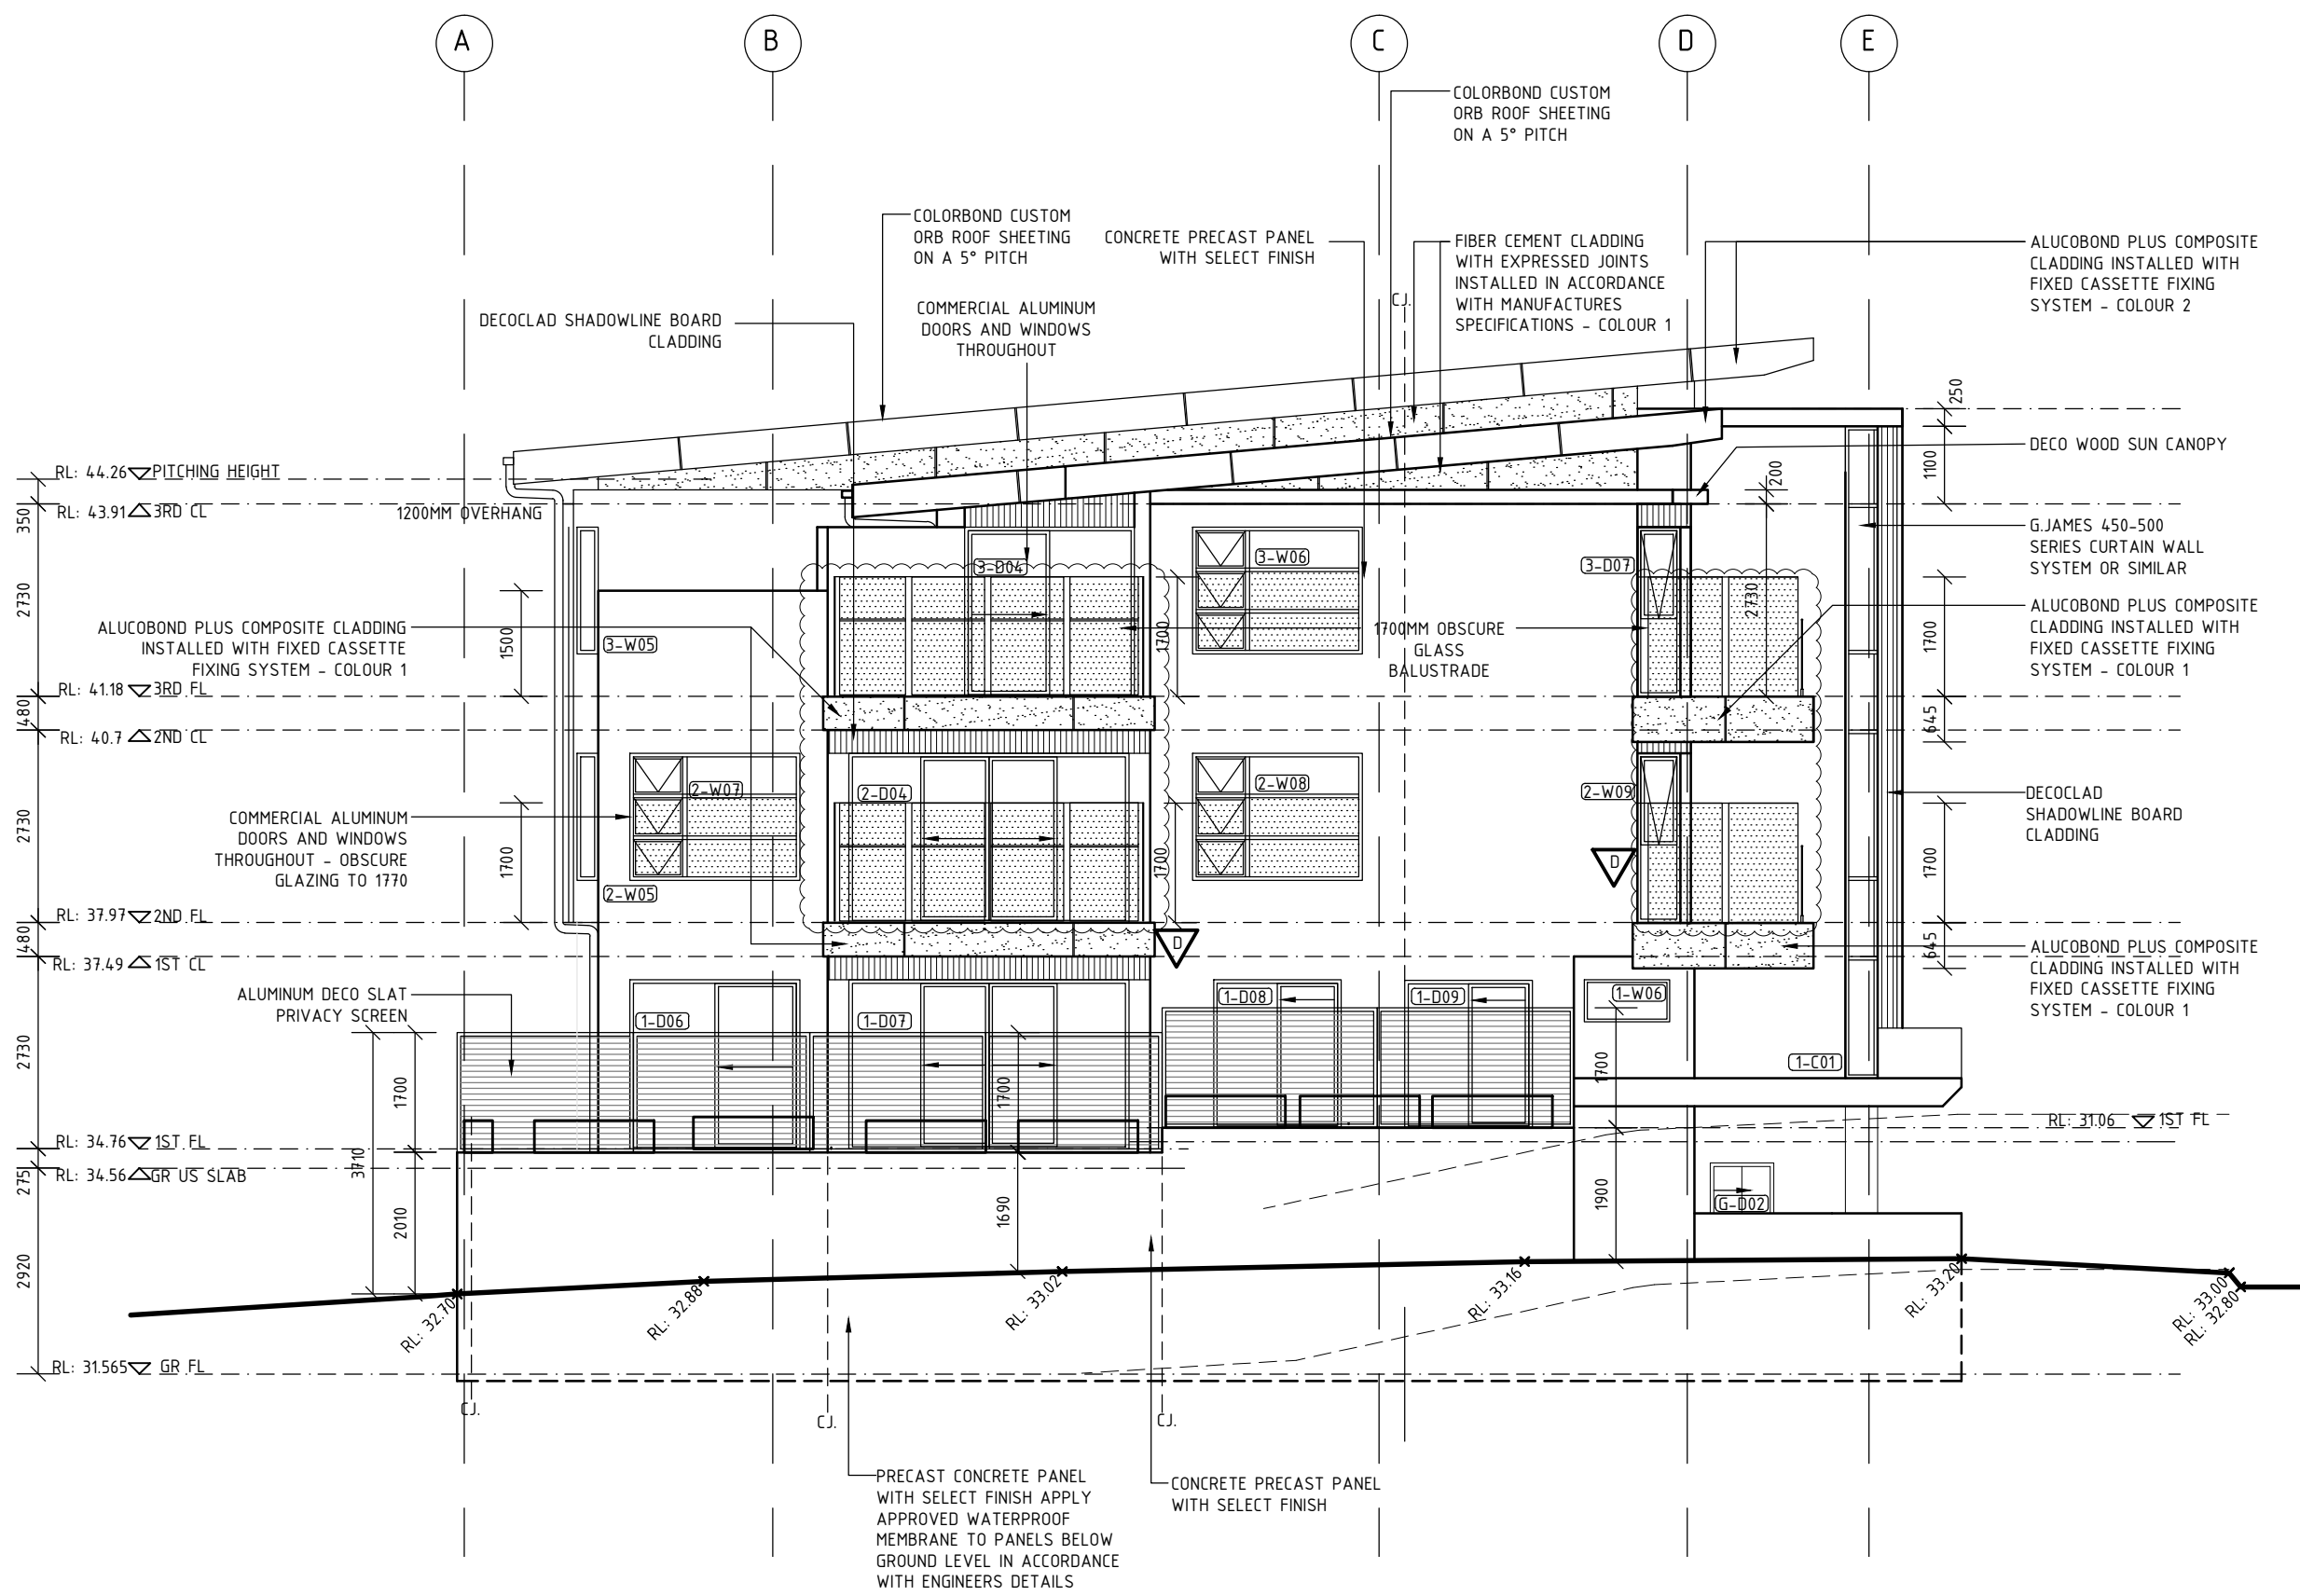 A
B
C
D
E
COLORBOND CUSTOM
ORB ROOF SHEETING
ON A 5° PITCH
COLORBOND CUSTOM
ORB ROOF SHEETING
ON A 5° PITCH
CONCRETE PRECAST PANEL
WITH SELECT FINISH
FIBER CEMENT CLADDING
WITH EXPRESSED JOINTS
INSTALLED IN ACCORDANCE
WITH MANUFACTURES
SPECIFICATIONS - COLOUR 1
ALUCOBOND PLUS COMPOSITE
CLADDING INSTALLED WITH
FIXED CASSETTE FIXING
SYSTEM - COLOUR 2
C.J.
DECOCLAD SHADOWLINE BOARD
CLADDING
COMMERCIAL ALUMINUM
DOORS AND WINDOWS
THROUGHOUT
250
DECO WOOD SUN CANOPY
1100
200
RL: 44.26 PITCHING HEIGHT
350
RL: 43.91 3RD CL
1200MM OVERHANG
G.JAMES 450-500
SERIES CURTAIN WALL
SYSTEM OR SIMILAR
3-D04
3-W06
3-D07
2730
2730
ALUCOBOND PLUS COMPOSITE CLADDING
INSTALLED WITH FIXED CASSETTE
FIXING SYSTEM - COLOUR 1
1500
3-W05
1700
1700MM OBSCURE
GLASS
BALUSTRADE
1700
ALUCOBOND PLUS COMPOSITE
CLADDING INSTALLED WITH
FIXED CASSETTE FIXING
SYSTEM - COLOUR 1
RL: 41.18 3RD FL
480
RL: 40.7 2ND CL
645
2-W07
2-D04
2-W08
2-W09
DECOCLAD
SHADOWLINE BOARD
CLADDING
2730
COMMERCIAL ALUMINUM
DOORS AND WINDOWS
THROUGHOUT - OBSCURE
GLAZING TO 1770
1700
1700
1700
D
2-W05
RL: 37.97 2ND FL
480
RL: 37.49 1ST CL
D
645
ALUCOBOND PLUS COMPOSITE
CLADDING INSTALLED WITH
FIXED CASSETTE FIXING
SYSTEM - COLOUR 1
ALUMINUM DECO SLAT
PRIVACY SCREEN
1-D06
1-D07
1-D08
1-D09
1-W06
1-C01
2730
1700
1700
1700
RL: 31.06 1ST FL
RL: 34.76 1ST FL
275
RL: 34.56 GR US SLAB
3710
2010
1690
1900
G-D02
2920
RL: 32.70
RL: 32.88
RL: 33.02
RL: 33.16
RL: 33.20
RL: 33.00
RL: 32.80
RL: 31.565 GR FL
C.J.
C.J.
C.J.
PRECAST CONCRETE PANEL
WITH SELECT FINISH APPLY
APPROVED WATERPROOF
MEMBRANE TO PANELS BELOW
GROUND LEVEL IN ACCORDANCE
WITH ENGINEERS DETAILS
CONCRETE PRECAST PANEL
WITH SELECT FINISH